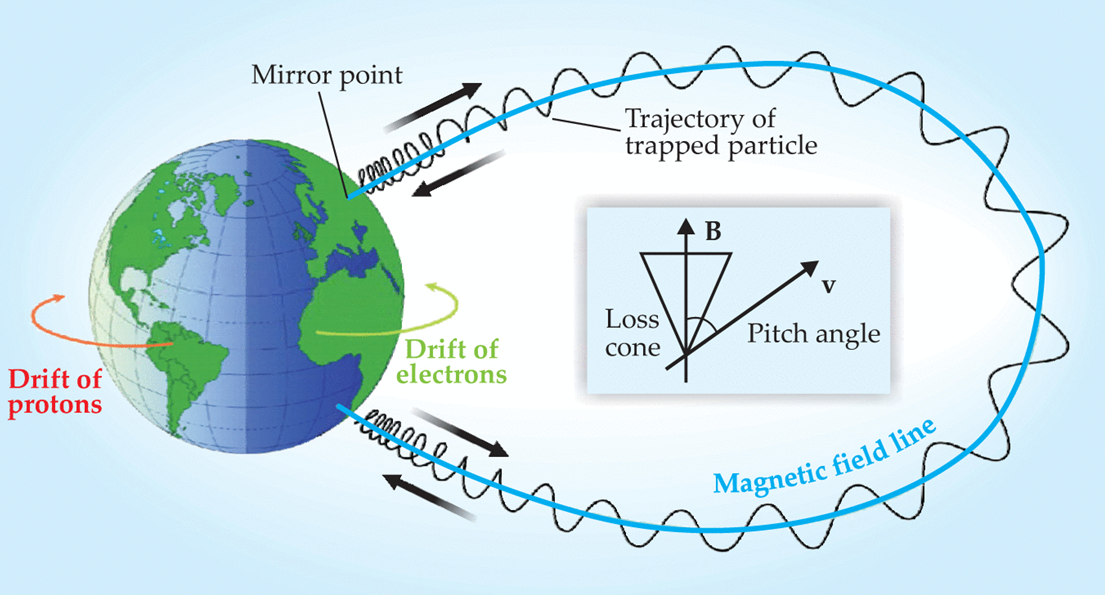 Mirror point
Trajectory of
trapped particle
B
v
Loss
cone
Pitch angle
Drift of
electrons
Drift of
protons
Magnetic field line